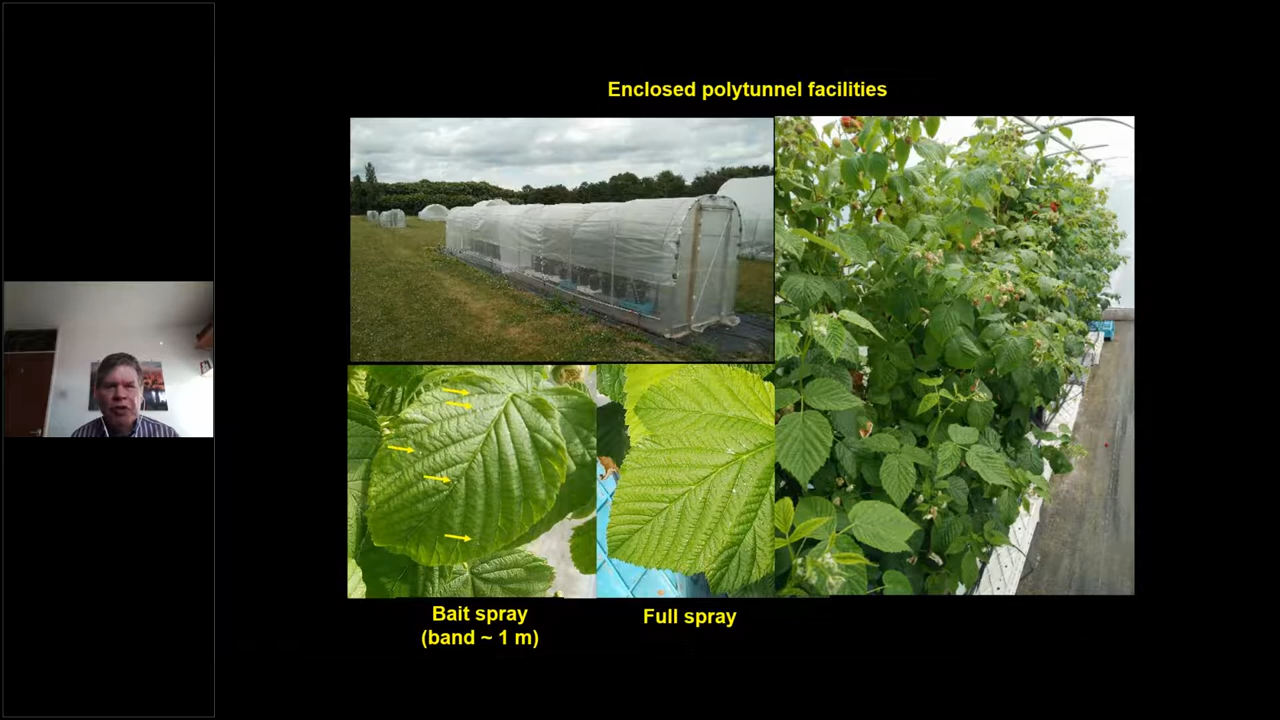 Enclosed polytunnel facilities
Bait spray
(band ~ 1 m)
Full spray